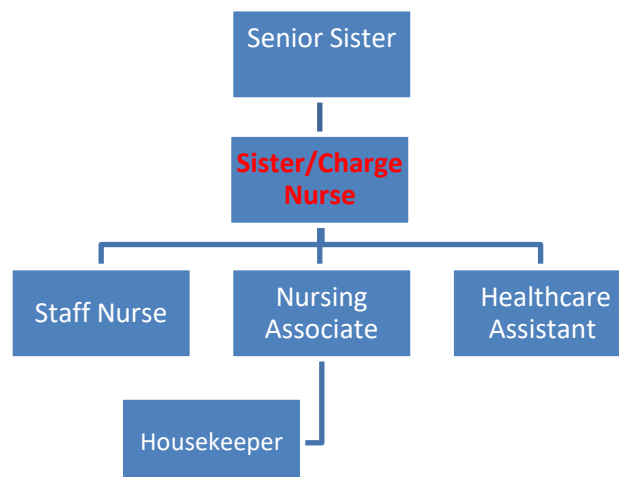 Senior Sister
Sister/Charge
Nurse
Staff Nurse
Nursing
Associate
Healthcare
Assistant
Housekeeper